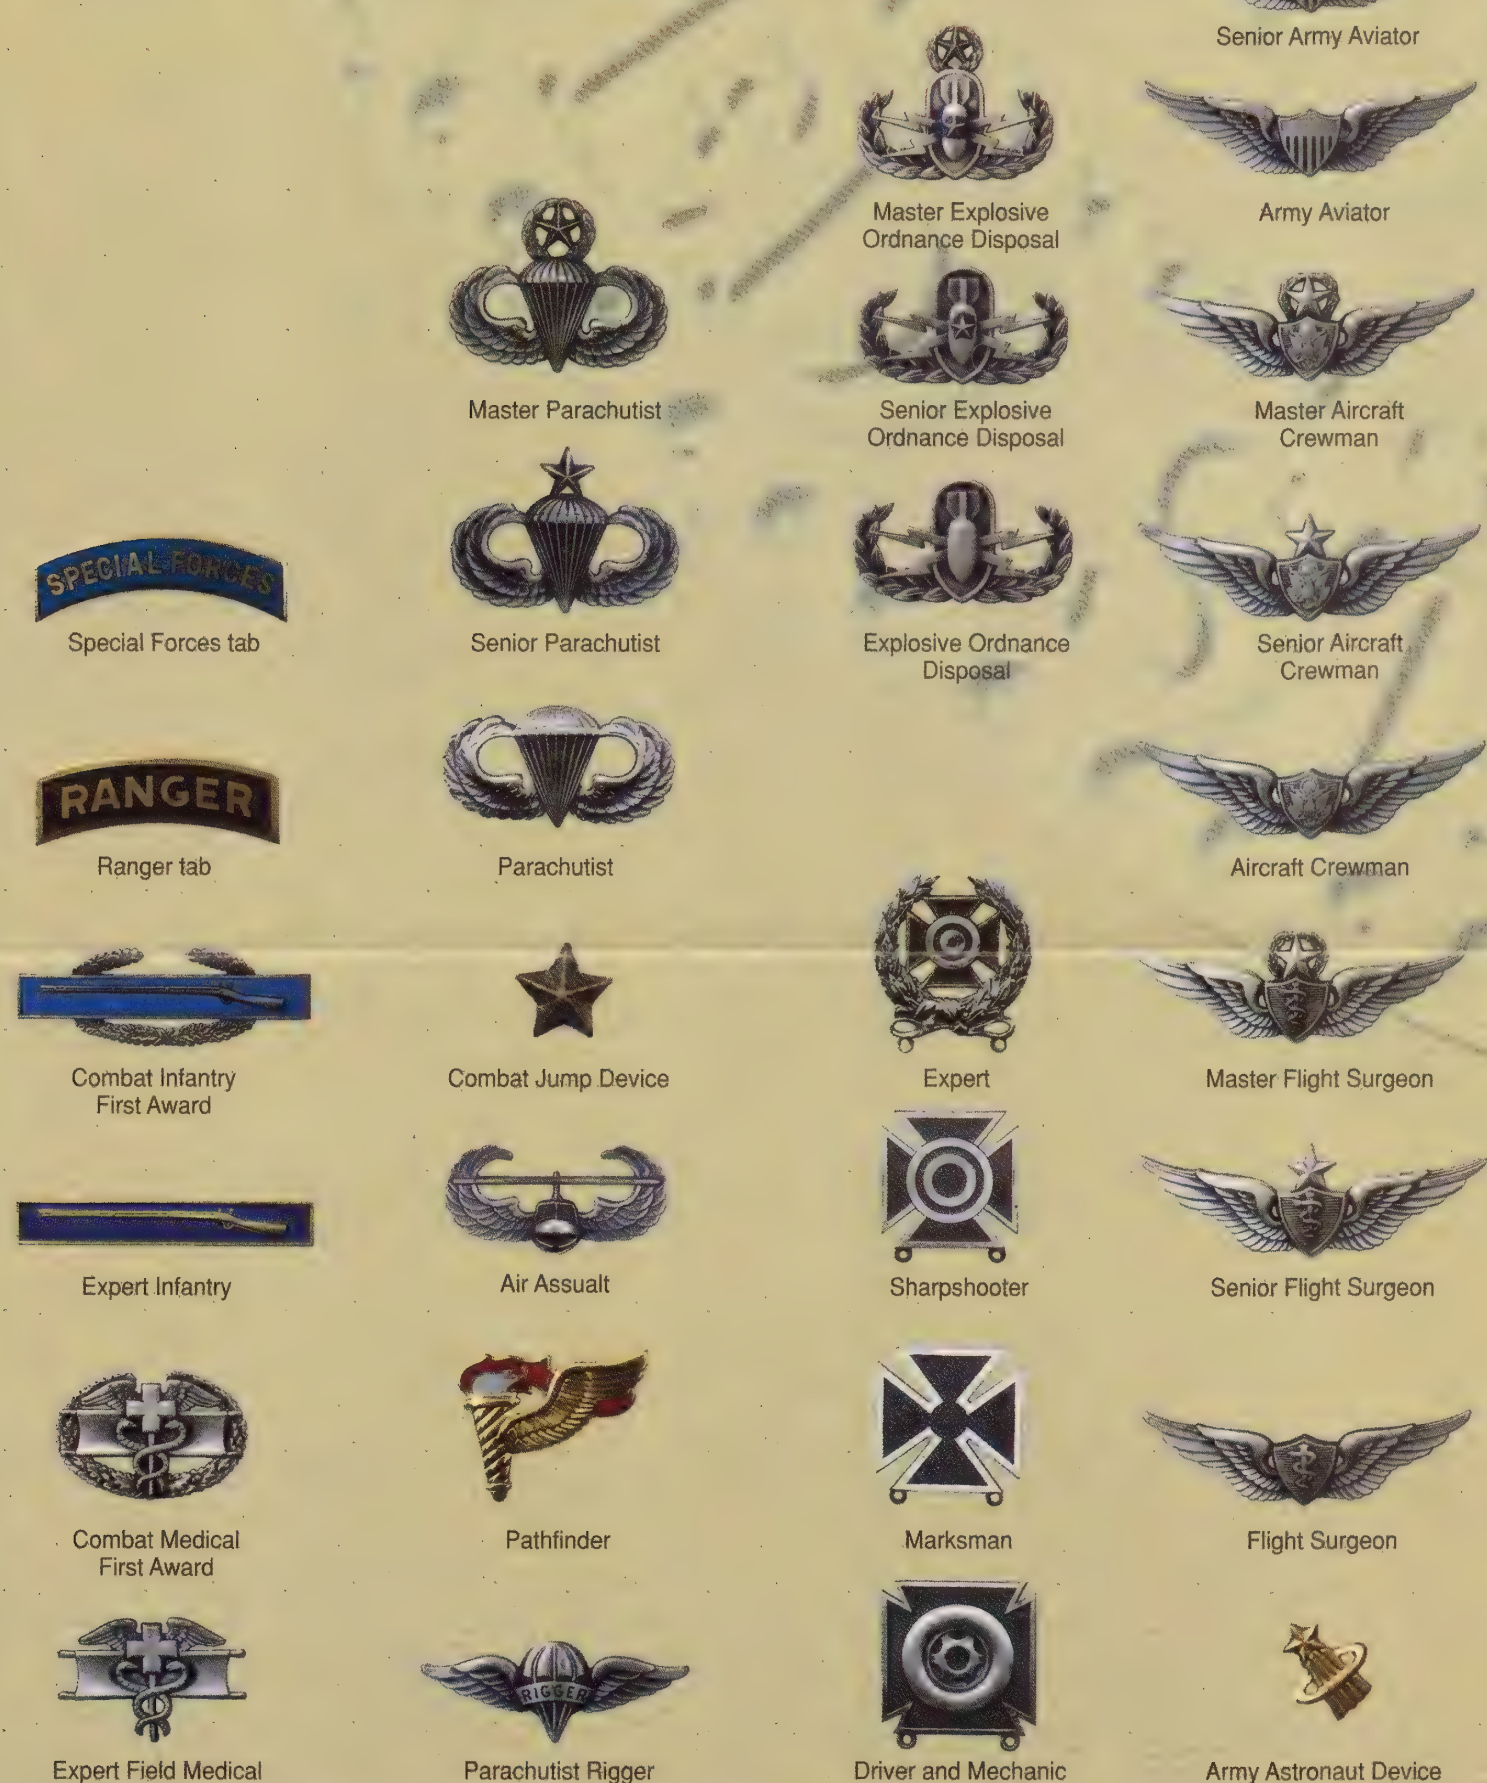 Senior Army Aviator
Master Explosive
Ordnance Disposal
Army Aviator
Master Parachutist
Senior Explosive
Ordnance Disposal
Master Aircraft
Crewman
SPECIAL FORCES
Special Forces tab
Senior Parachutist
Explosive Ordnance
Disposal
Senior Aircraft
Crewman
RANGER
Ranger tab
Parachutist
Aircraft Crewman
Combat Infantry
First Award
Combat Jump Device
Expert
Master Flight Surgeon
Expert Infantry
Air Assualt
Sharpshooter
Senior Flight Surgeon
Combat Medical
First Award
Pathfinder
Marksman
Flight Surgeon
RIGGER
Expert Field Medical
Parachutist Rigger
Driver and Mechanic
Army Astronaut Device